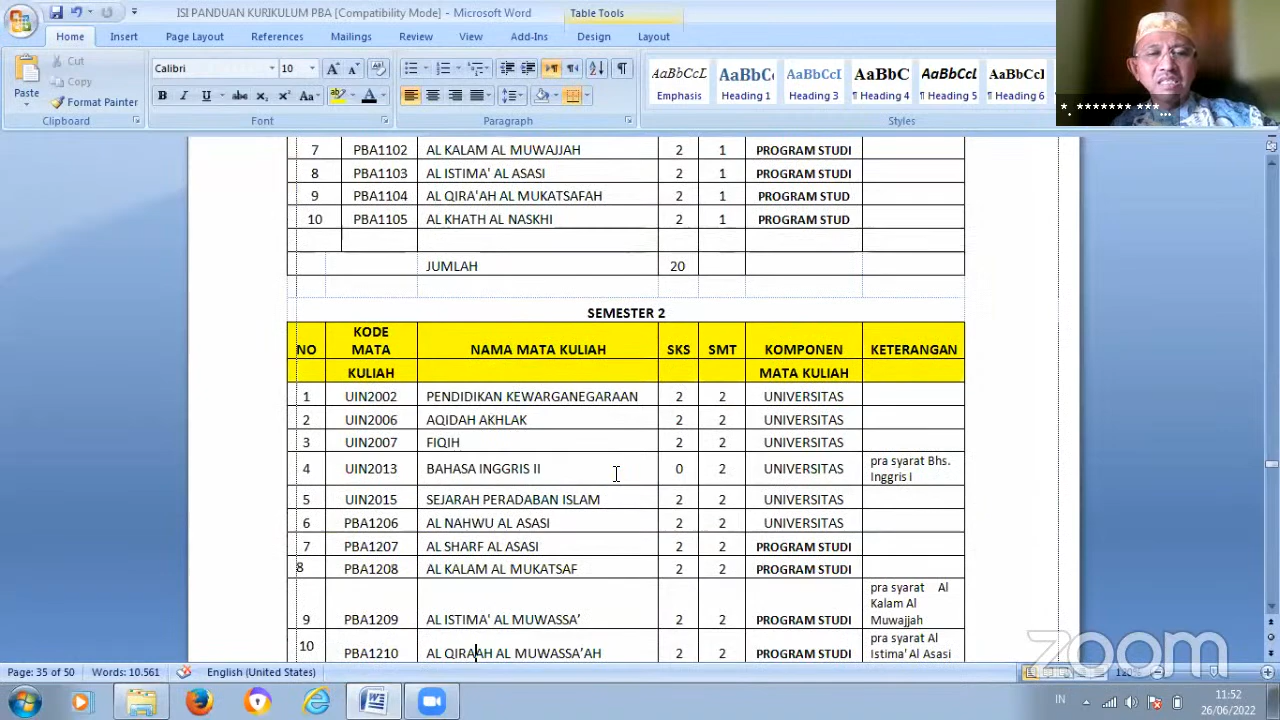 ISI PANDUAN KURIKULUM PBA [Compatibility Mode] - Microsoft Word
Table Tools
Home Insert Page Layout References Mailings Review View Add-Ins Design Layout
Paste
Cut
Copy
Format Painter
Clipboard
Calibri 10
Font
Paragraph
AaBbCcL AaBbC AaBbCcI AaBbC AaBbCcI AaBbCcI
Emphasis Heading 1 Heading 3 ¶ Heading 4 ¶ Heading 5 ¶ Heading 6
Styles
*. ******* ***...
7 PBA1102 AL KALAM AL MUWAJJAH 2 1 PROGRAM STUDI
8 PBA1103 AL ISTIMA' AL ASASI 2 1 PROGRAM STUDI
9 PBA1104 AL QIRA'AH AL MUKATSAFAH 2 1 PROGRAM STUD
10 PBA1105 AL KHATH AL NASKHI 2 1 PROGRAM STUD
JUMLAH 20
SEMESTER 2
NO KODE MATA NAMA MATA KULIAH SKS SMT KOMPONEN KETERANGAN
KULIAH MATA KULIAH
1 UIN2002 PENDIDIKAN KEWARGANEGARAAN 2 2 UNIVERSITAS
2 UIN2006 AQIDAH AKHLAK 2 2 UNIVERSITAS
3 UIN2007 FIQIH 2 2 UNIVERSITAS
4 UIN2013 BAHASA INGGRIS II 0 2 UNIVERSITAS pra syarat Bhs. Inggris I
5 UIN2015 SEJARAH PERADABAN ISLAM 2 2 UNIVERSITAS
6 PBA1206 AL NAHWU AL ASASI 2 2 UNIVERSITAS
7 PBA1207 AL SHARF AL ASASI 2 2 PROGRAM STUDI
8 PBA1208 AL KALAM AL MUKATSAF 2 2 PROGRAM STUDI
9 PBA1209 AL ISTIMA' AL MUWASSA’ 2 2 PROGRAM STUDI pra syarat Al Kalam Al Muwajjah
10 PBA1210 AL QIRAAH AL MUWASSA’AH 2 2 PROGRAM STUDI pra syarat Al Istima' Al Asasi
zoom
Page: 35 of 50 Words: 10.561 English (United States) 120%
IN 11:52
26/06/2022